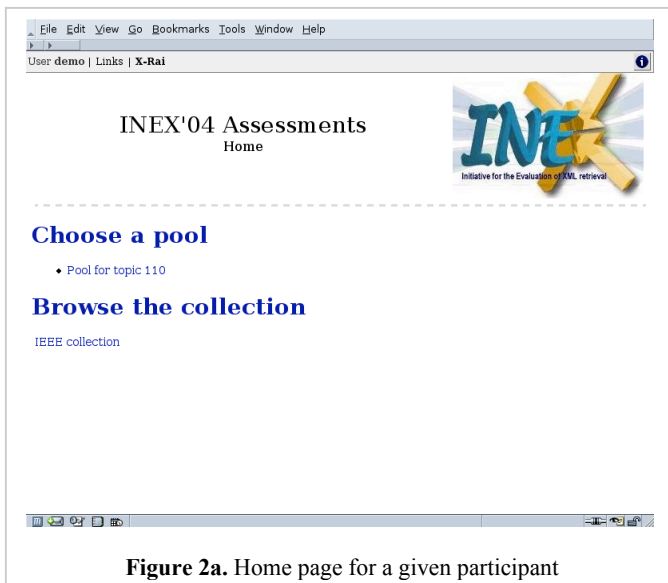 File Edit View Go Bookmarks Tools Window Help
User demo | Links | X-Rai
INEX'04 Assessments
Home
INEX
Initiative for the Evaluation of XML retrieval
Choose a pool
Pool for topic 110
Browse the collection
IEEE collection
Figure 2a. Home page for a given participant